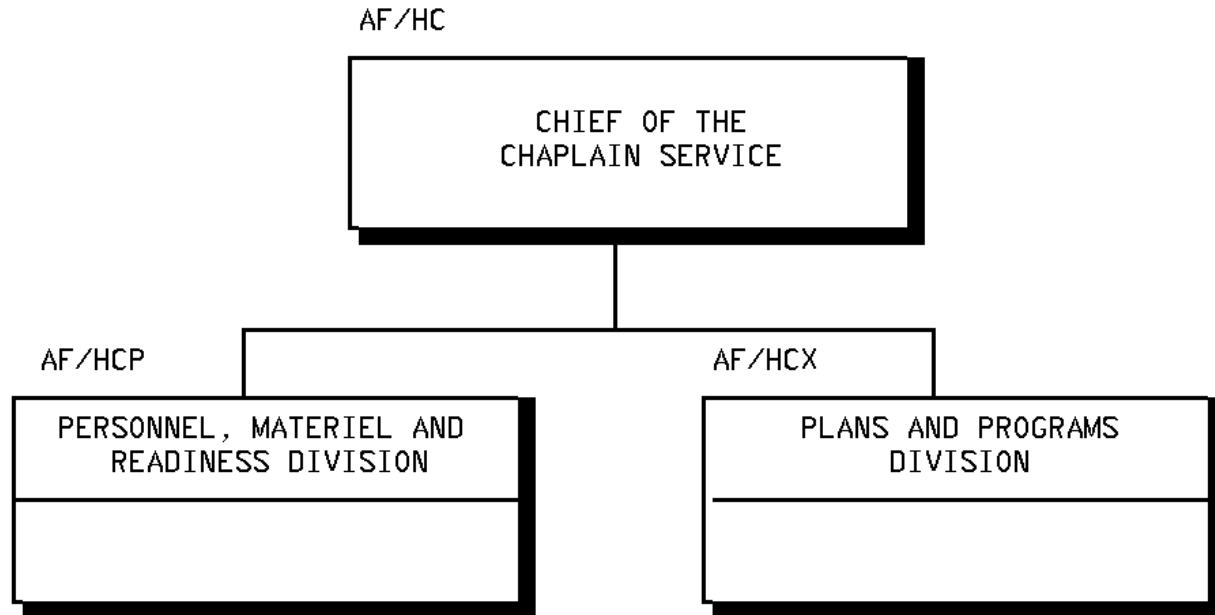 AF/HC
CHIEF OF THE
CHAPLAIN SERVICE
AF/HCP
PERSONNEL, MATERIEL AND
READINESS DIVISION
AF/HCX
PLANS AND PROGRAMS
DIVISION